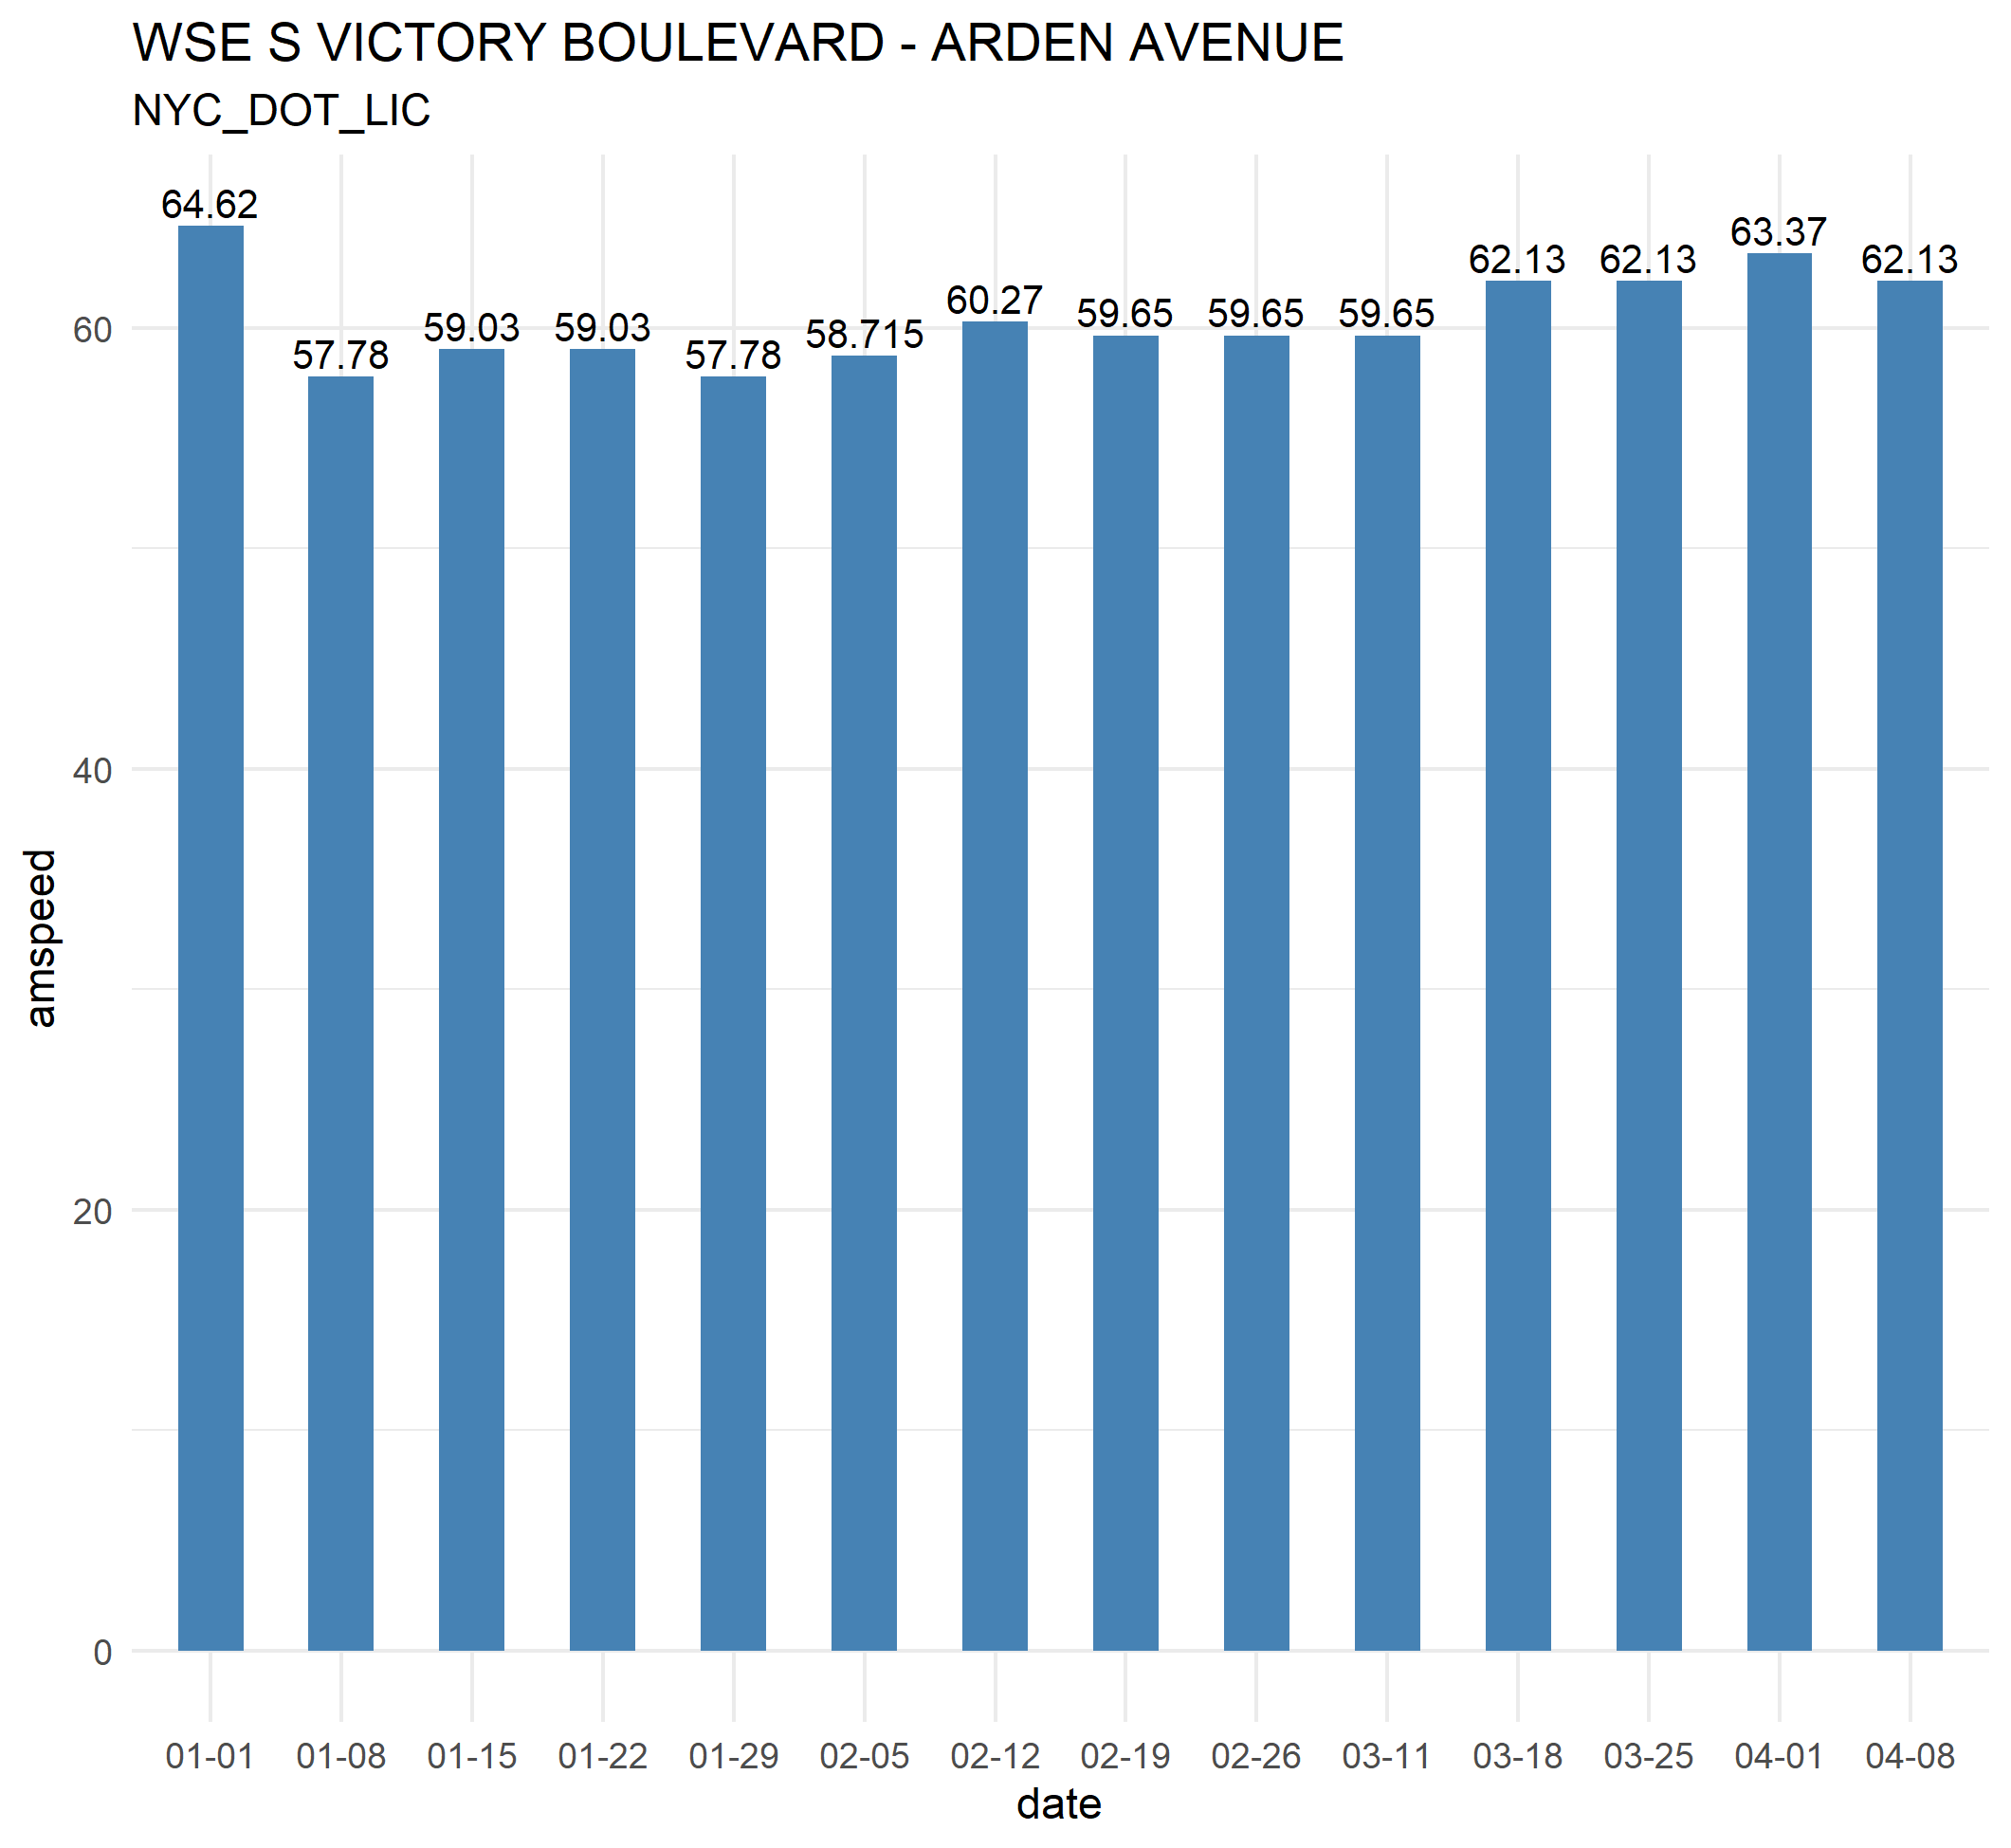 WSE S VICTORY BOULEVARD - ARDEN AVENUE
NYC_DOT_LIC
64.62 57.78 59.03 59.03 57.78 58.715 60.27 59.65 59.65 59.65 62.13 62.13 63.37 62.13
60
40
20
0
amspeed
01-01 01-08 01-15 01-22 01-29 02-05 02-12 02-19 02-26 03-11 03-18 03-25 04-01 04-08
date